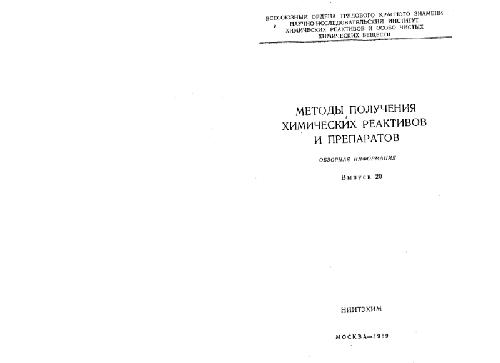 ВСЕСОЮЗНЫЙ ОРДЕНА ТРУДОВОГО КРАСНОГО ЗНАМЕНИ
НАУЧНО-ИССЛЕДОВАТЕЛЬСКИЙ ИНСТИТУТ
ХИМИЧЕСКИХ РЕАКТИВОВ И ОСОБО ЧИСТЫХ
ХИМИЧЕСКИХ ВЕЩЕСТВ
МЕТОДЫ ПОЛУЧЕНИЯ
ХИМИЧЕСКИХ РЕАКТИВОВ
И ПРЕПАРАТОВ
ОБЗОРНАЯ ИНФОРМАЦИЯ
Выпуск 20
НИИТЭХИМ
МОСКВА—1969